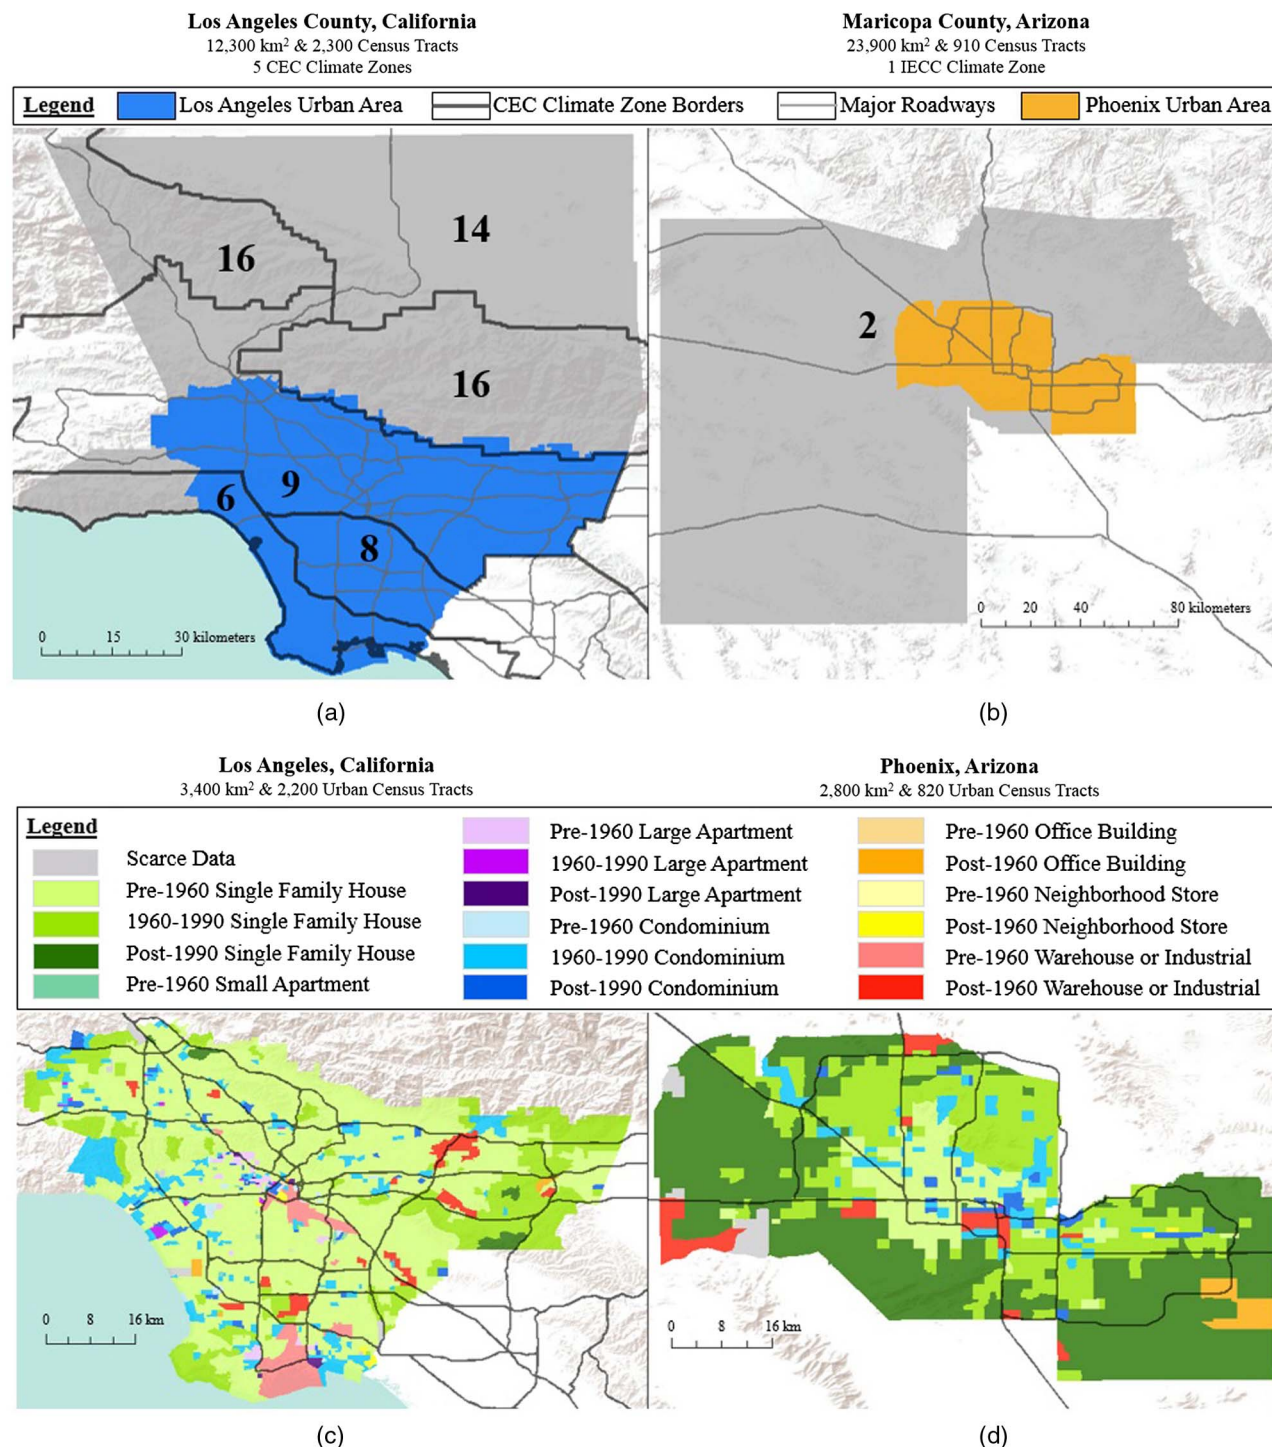 Los Angeles County, California
12,300 km² & 2,300 Census Tracts
5 CEC Climate Zones
Maricopa County, Arizona
23,900 km² & 910 Census Tracts
1 IECC Climate Zone
Legend Los Angeles Urban Area CEC Climate Zone Borders Major Roadways Phoenix Urban Area
14
16
16
9
6
8
0 15 30 kilometers
2
0 20 40 80 kilometers
(a)
(b)
Los Angeles, California
3,400 km² & 2,200 Urban Census Tracts
Phoenix, Arizona
2,800 km² & 820 Urban Census Tracts
Legend
Scarce Data
Pre-1960 Single Family House
1960-1990 Single Family House
Post-1990 Single Family House
Pre-1960 Small Apartment
Pre-1960 Large Apartment
1960-1990 Large Apartment
Post-1990 Large Apartment
Pre-1960 Condominium
1960-1990 Condominium
Post-1990 Condominium
Pre-1960 Office Building
Post-1960 Office Building
Pre-1960 Neighborhood Store
Post-1960 Neighborhood Store
Pre-1960 Warehouse or Industrial
Post-1960 Warehouse or Industrial
0 8 16 km
0 8 16 km
(c)
(d)